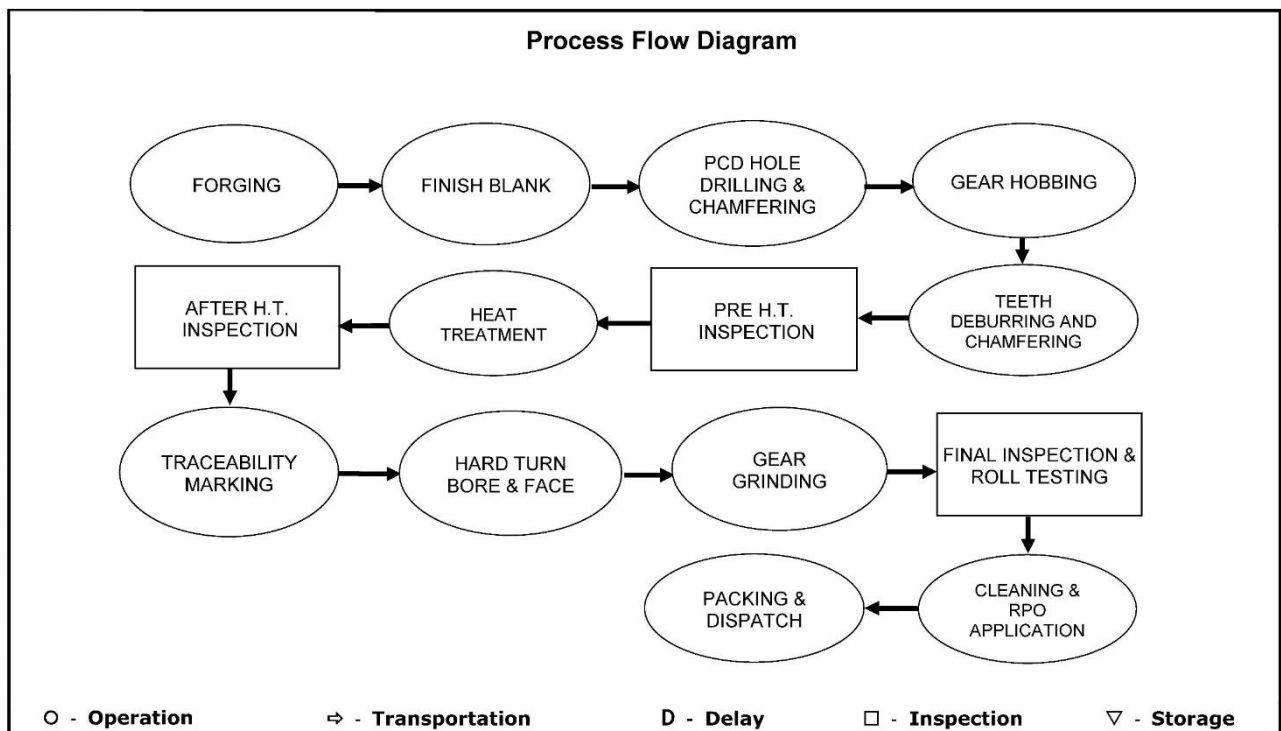 Process Flow Diagram
FORGING
FINISH BLANK
PCD HOLE
DRILLING &
CHAMFERING
GEAR HOBBING
TEETH
DEBURRING AND
CHAMFERING
PRE H.T.
INSPECTION
HEAT
TREATMENT
AFTER H.T.
INSPECTION
TRACEABILITY
MARKING
HARD TURN
BORE & FACE
GEAR
GRINDING
FINAL INSPECTION &
ROLL TESTING
CLEANING &
RPO
APPLICATION
PACKING &
DISPATCH
- Operation
- Transportation
D - Delay
- Inspection
- Storage